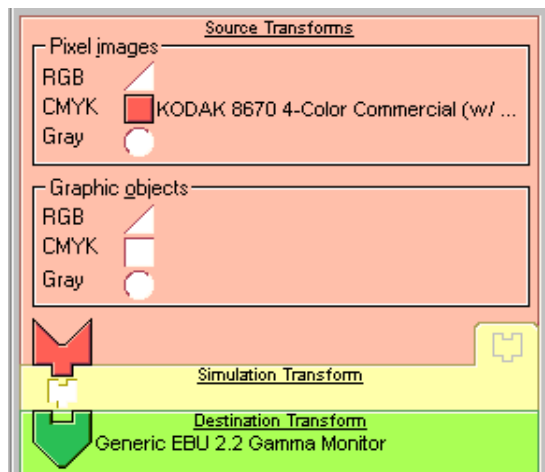 Source Transforms
Pixel images
RGB
CMYK KODAK 8670 4-Color Commercial (w/ ...
Gray
Graphic objects
RGB
CMYK
Gray
Simulation Transform
Destination Transform
Generic EBU 2.2 Gamma Monitor